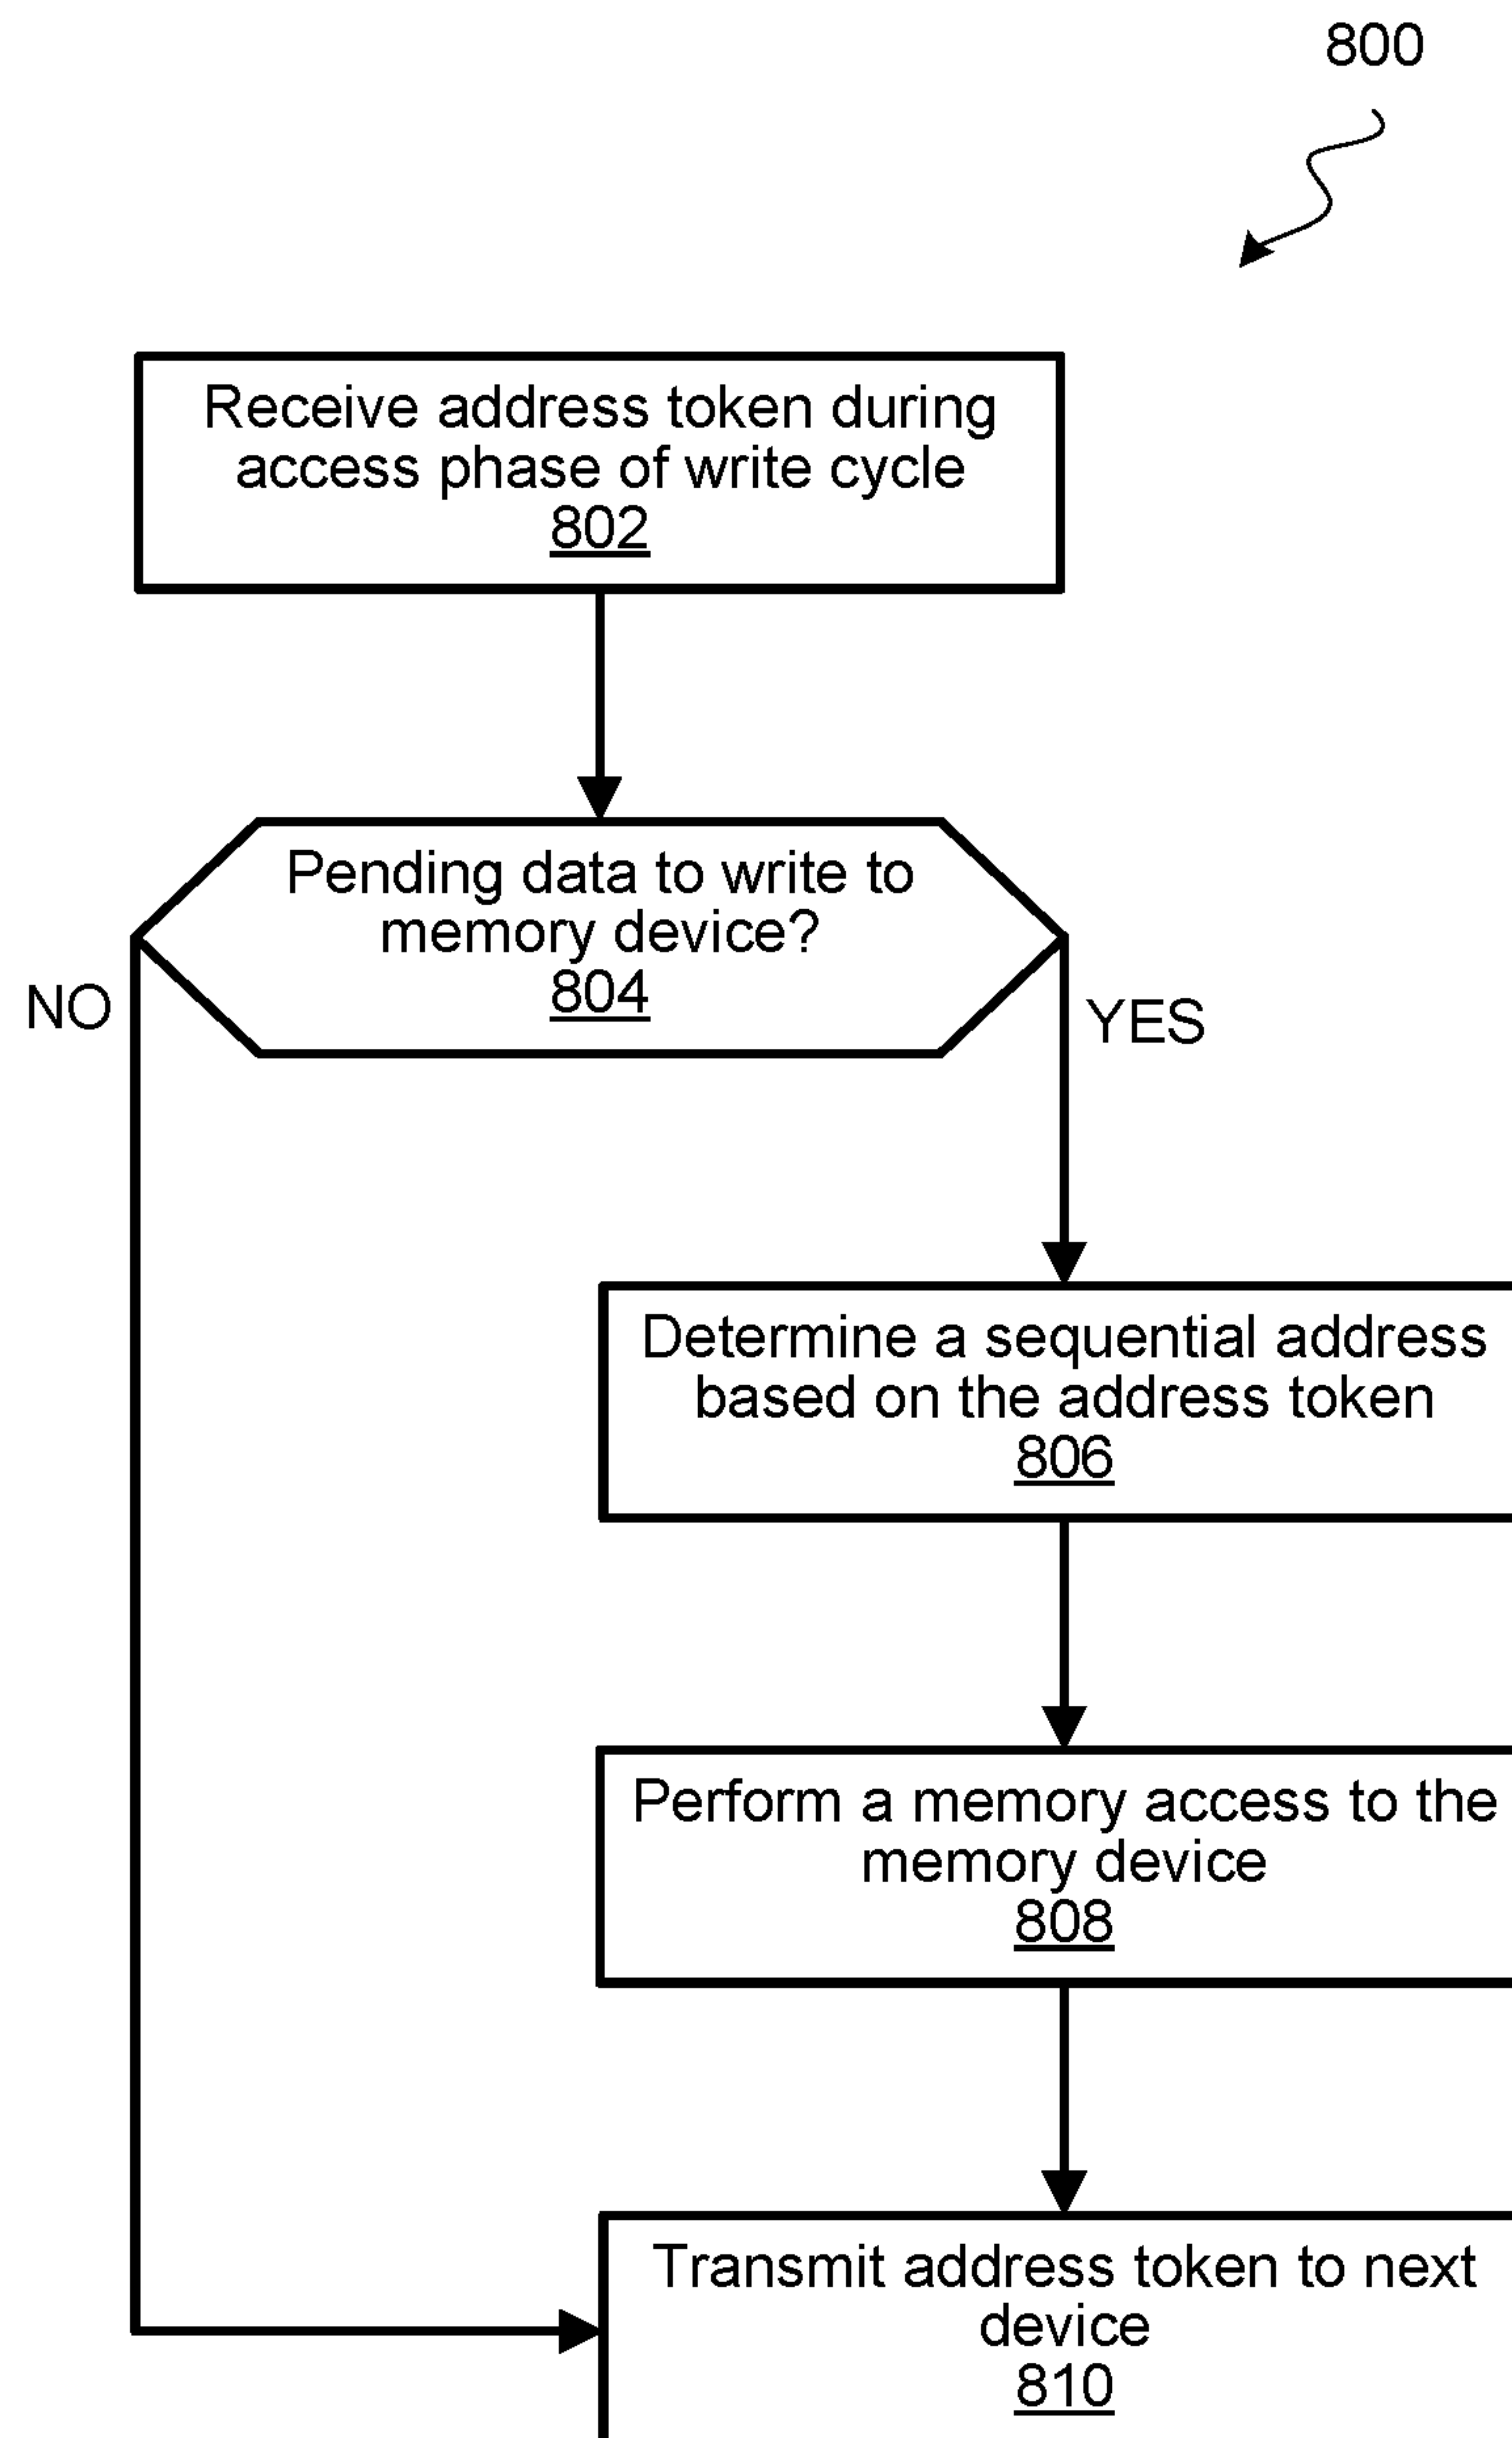 800
Receive address token during
access phase of write cycle
802
Pending data to write to
memory device?
804
NO
YES
Determine a sequential address
based on the address token
806
Perform a memory access to the
memory device
808
Transmit address token to next
device
810